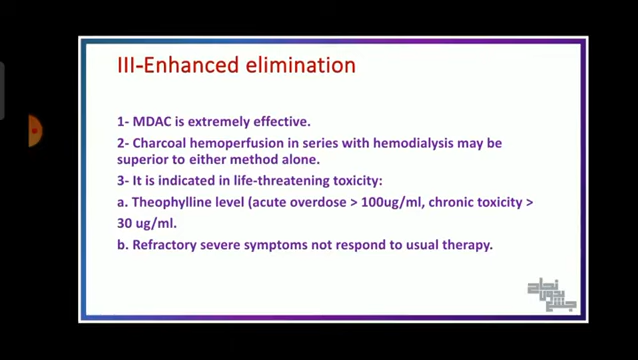 III-Enhanced elimination
1- MDAC is extremely effective.
2- Charcoal hemoperfusion in series with hemodialysis may be
superior to either method alone.
3- It is indicated in life-threatening toxicity:
a. Theophylline level (acute overdose > 100ug/ml, chronic toxicity >
30 ug/ml.
b. Refractory severe symptoms not respond to usual therapy.